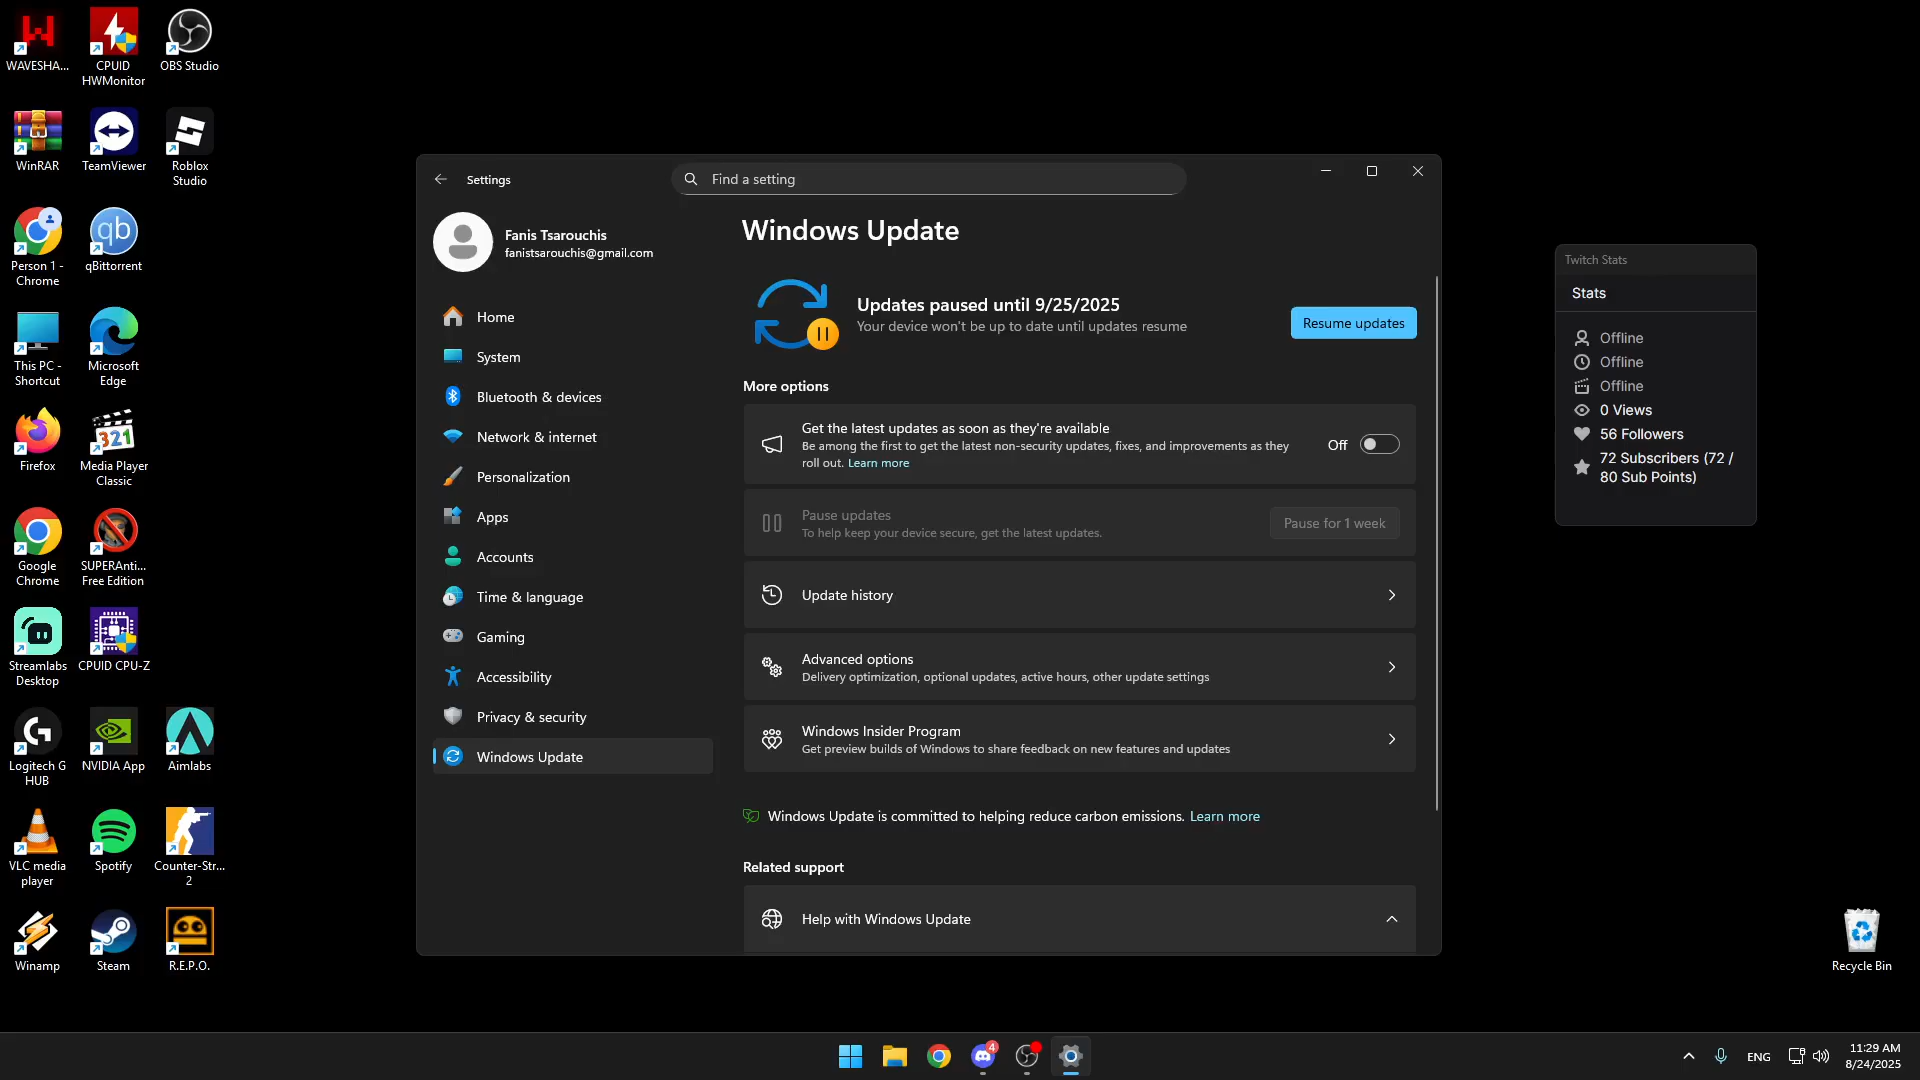 WAVESHA...
CPUID
HWMonitor
OBS Studio
WinRAR
TeamViewer
Roblox
Studio
Person 1 -
Chrome
qBittorrent
This PC -
Shortcut
Microsoft
Edge
Firefox
Media Player
Classic
Google
Chrome
SUPERAnti...
Free Edition
Streamlabs
Desktop
CPUID CPU-Z
Logitech G
HUB
NVIDIA App
Aimlabs
VLC media
player
Spotify
Counter-Str...
2
Winamp
Steam
R.E.P.O.
Settings
Find a setting
Fanis Tsarouchis
fanistsarouchis@gmail.com
Home
System
Bluetooth & devices
Network & internet
Personalization
Apps
Accounts
Time & language
Gaming
Accessibility
Privacy & security
Windows Update
Windows Update
Updates paused until 9/25/2025
Your device won't be up to date until updates resume
Resume updates
More options
Get the latest updates as soon as they're available
Be among the first to get the latest non-security updates, fixes, and improvements as they
roll out. Learn more
Off
Pause updates
To help keep your device secure, get the latest updates.
Pause for 1 week
Update history
Advanced options
Delivery optimization, optional updates, active hours, other update settings
Windows Insider Program
Get preview builds of Windows to share feedback on new features and updates
Windows Update is committed to helping reduce carbon emissions. Learn more
Related support
Help with Windows Update
Twitch Stats
Stats
Offline
Offline
Offline
0 Views
56 Followers
72 Subscribers (72 /
80 Sub Points)
Recycle Bin
4
ENG
11:29 AM
8/24/2025